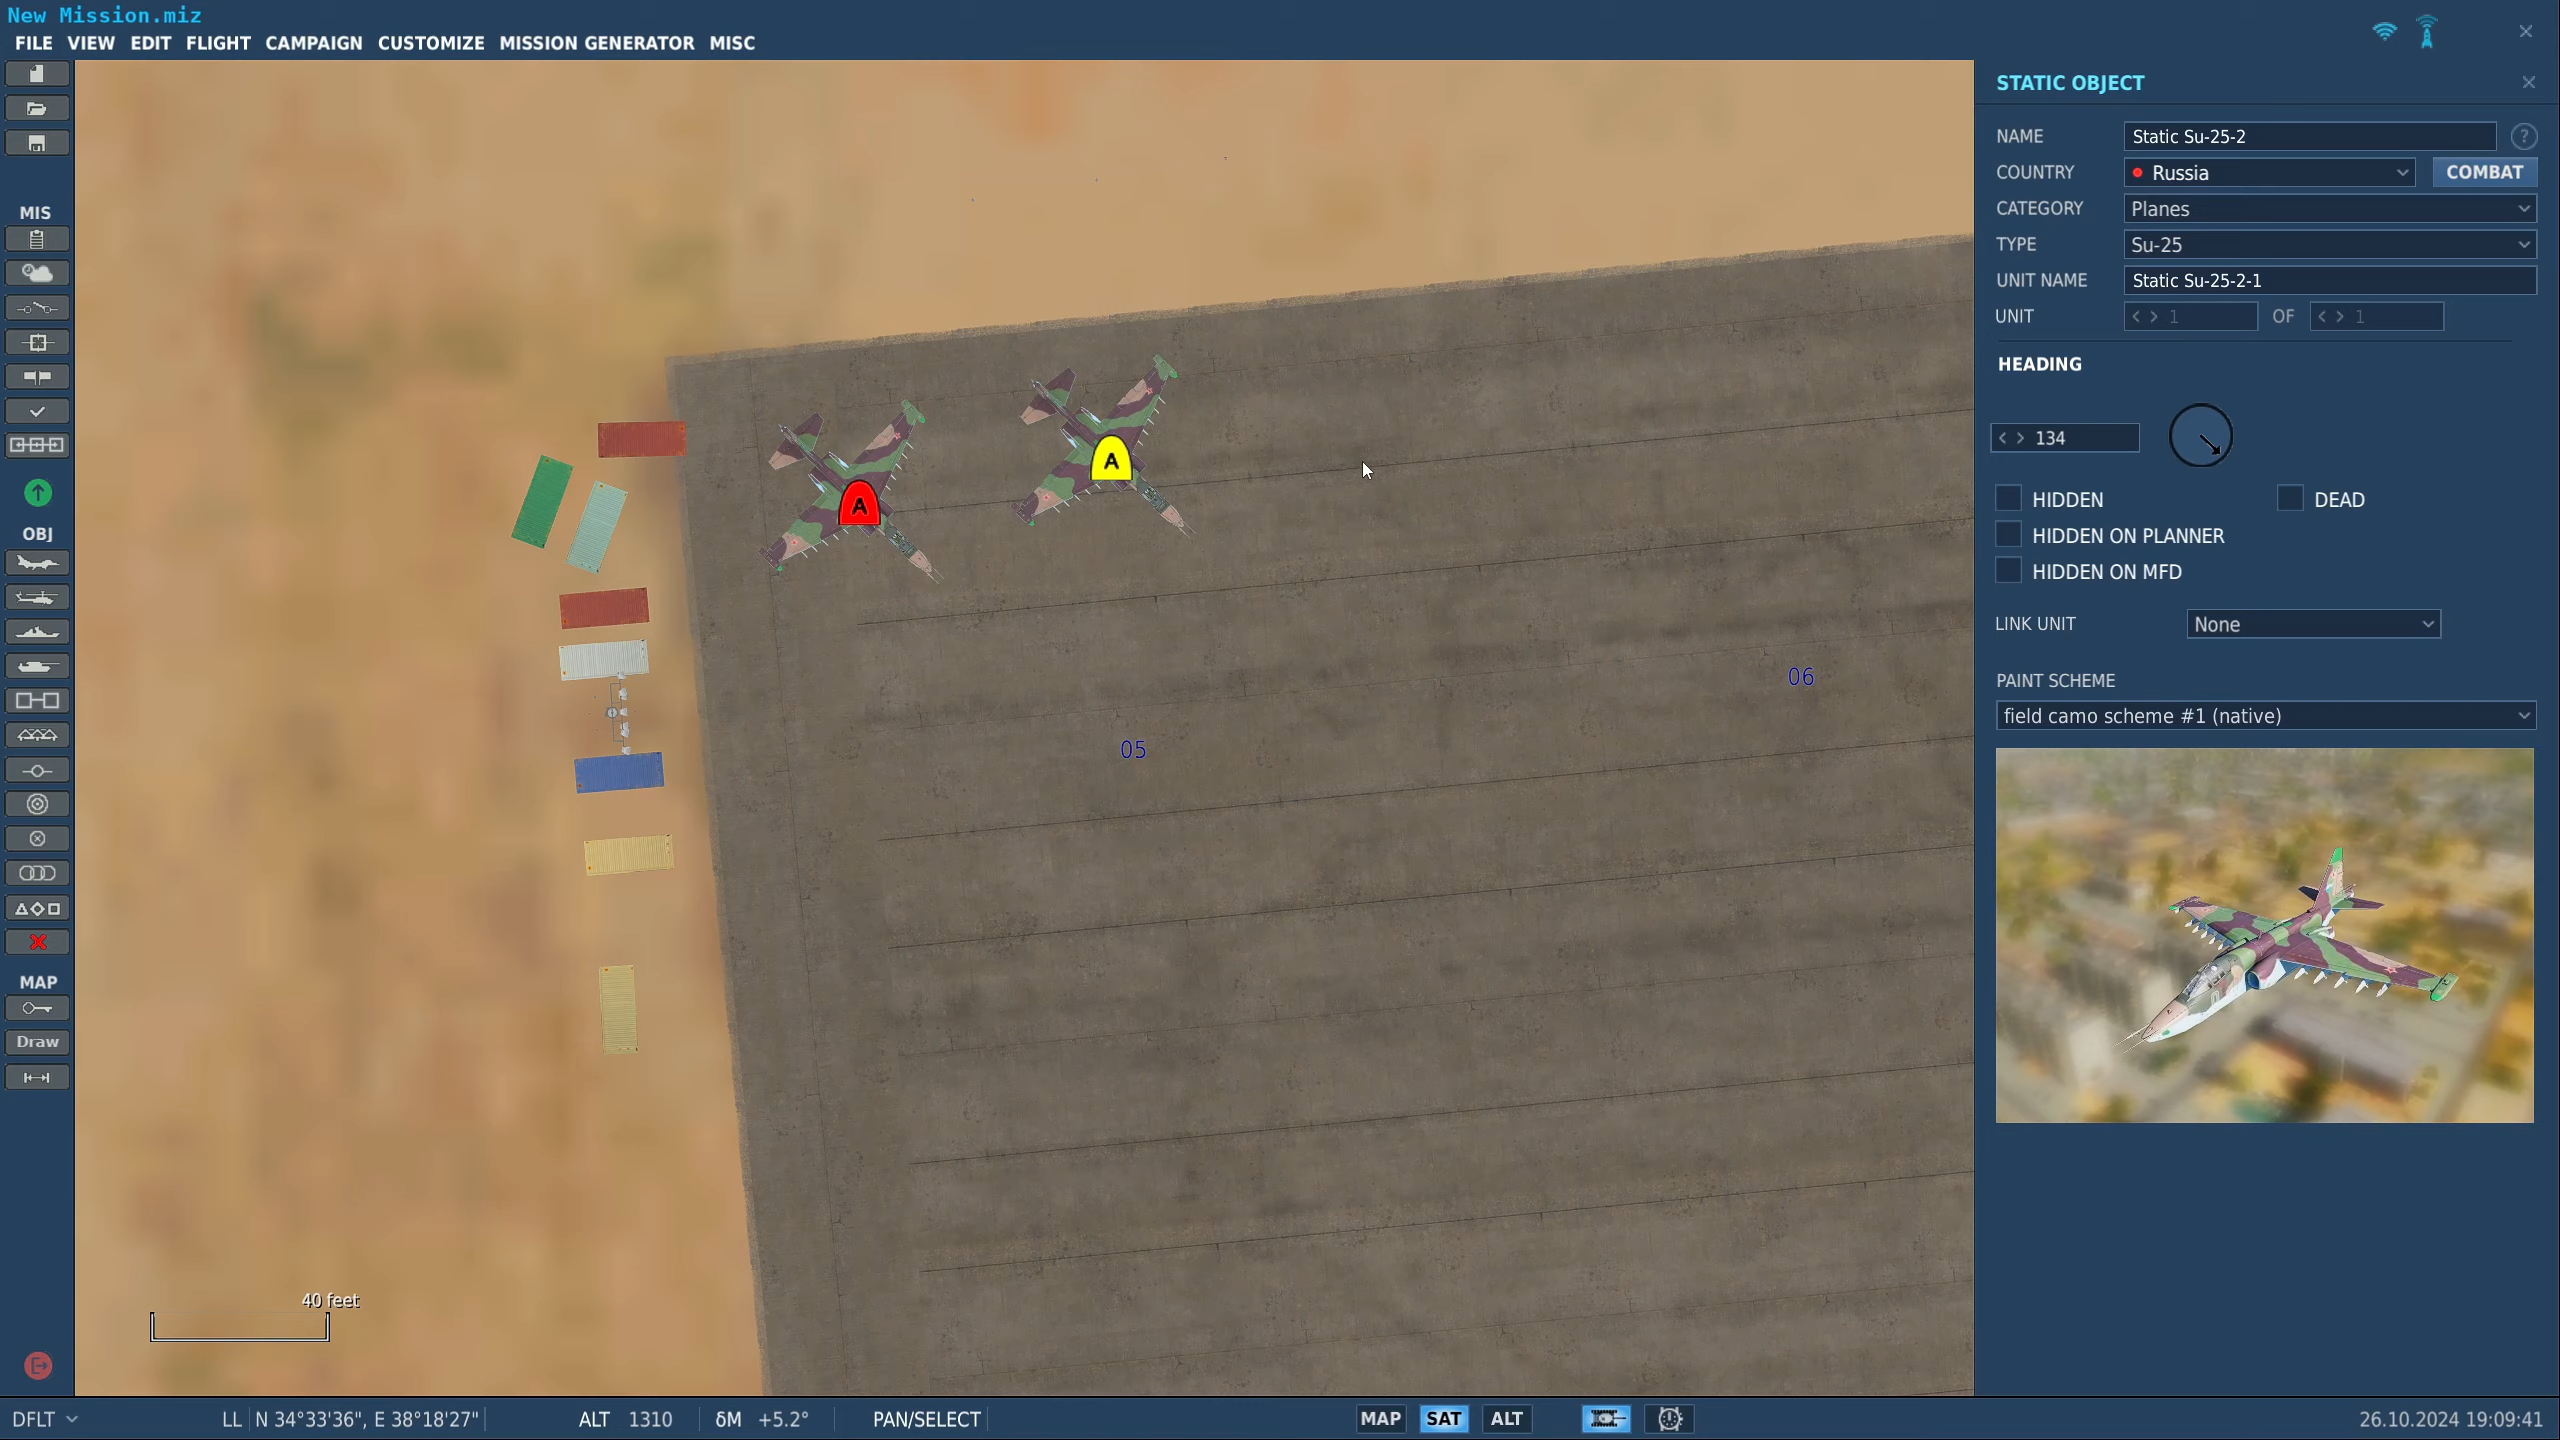 New Mission.miz
FILE VIEW EDIT FLIGHT CAMPAIGN CUSTOMIZE MISSION GENERATOR MISC
STATIC OBJECT
NAME Static Su-25-2 ?
COUNTRY Russia COMBAT
CATEGORY Planes
TYPE Su-25
UNIT NAME Static Su-25-2-1
UNIT < > 1 OF < > 1
HEADING
< > 134
HIDDEN DEAD
HIDDEN ON PLANNER
HIDDEN ON MFD
LINK UNIT None
PAINT SCHEME
field camo scheme #1 (native)
MIS
OBJ
MAP
Draw
A
A
05
06
40 feet
DFLT LL N 34°33'36", E 38°18'27" ALT 1310 δM +5.2° PAN/SELECT MAP SAT ALT 26.10.2024 19:09:41